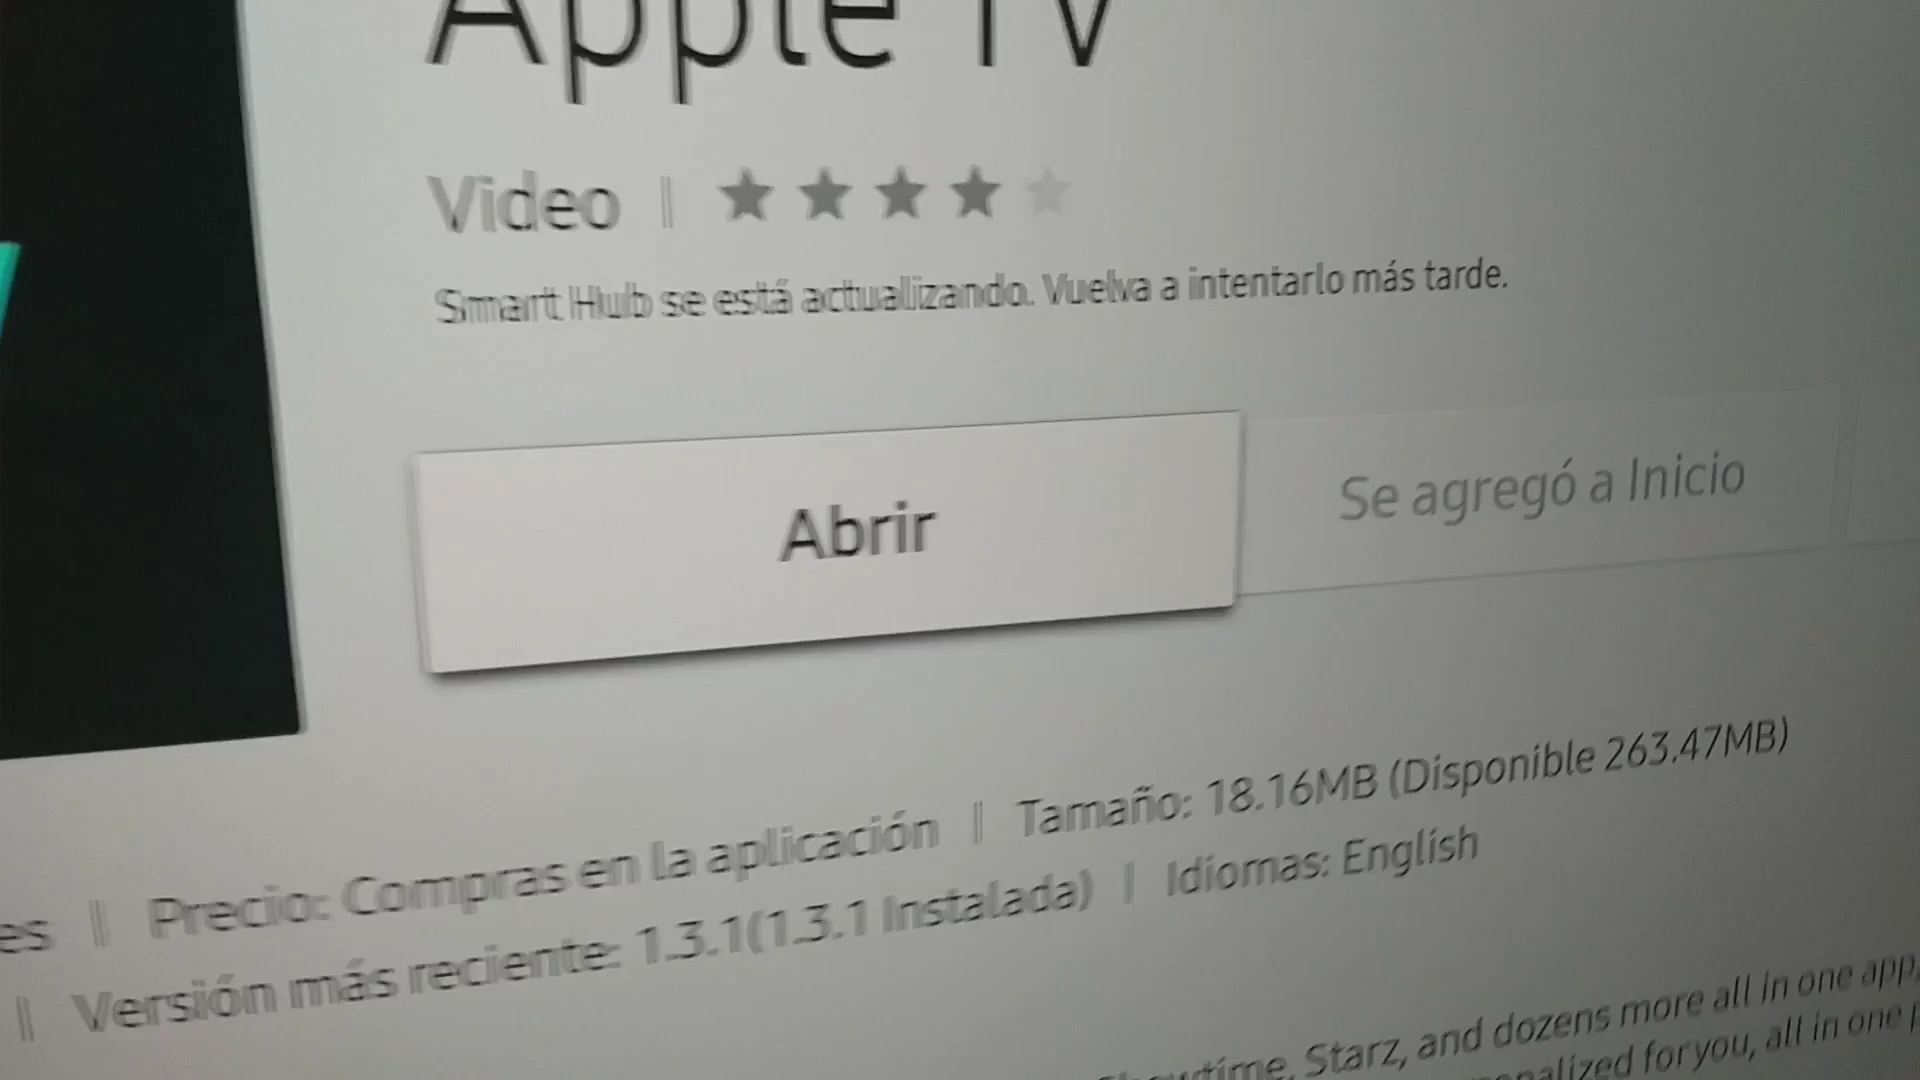 Apple TV
Video |
Smart Hub se está actualizando. Vuelva a intentarlo más tarde.
Abrir
Se agregó a Inicio
es | Precio: Compras en la aplicación | Tamaño: 18.16MB (Disponible 263.47MB)
| Versión más reciente: 1.3.1(1.3.1 Instalada) | Idiomas: English
Starz, and dozens more all in one app,
for you, all in one